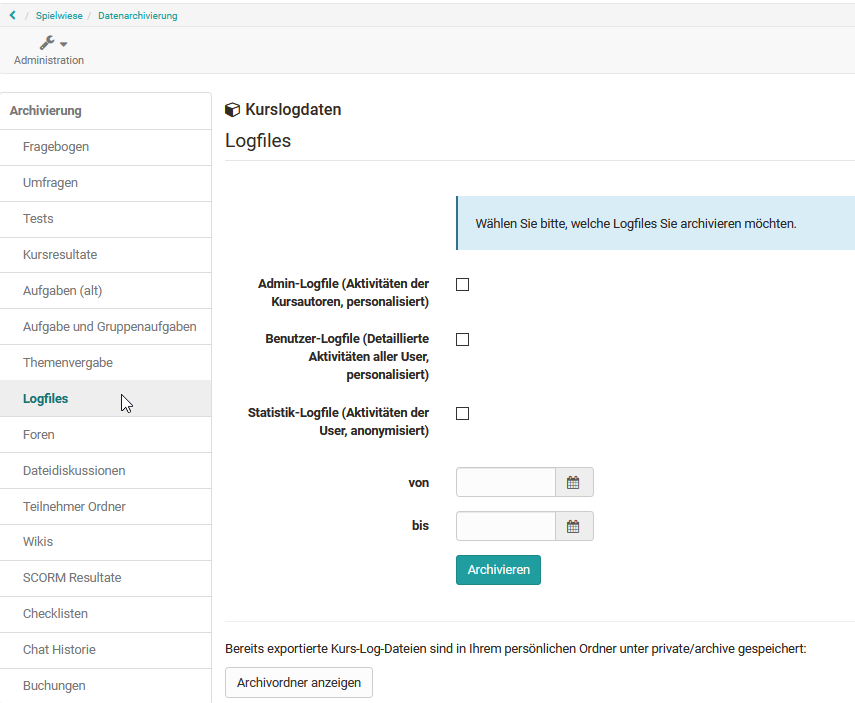 / Spielwiese / Datenarchivierung
Administration
Archivierung
Fragebogen
Umfragen
Tests
Kursresultate
Aufgaben (alt)
Aufgabe und Gruppenaufgaben
Themenvergabe
Logfiles
Foren
Dateidiskussionen
Teilnehmer Ordner
Wikis
SCORM Resultate
Checklisten
Chat Historie
Buchungen
Kurslogdaten
Logfiles
Wählen Sie bitte, welche Logfiles Sie archivieren möchten.
Admin-Logfile (Aktivitäten der
Kursautoren, personalisiert)
Benutzer-Logfile (Detaillierte
Aktivitäten aller User,
personalisiert)
Statistik-Logfile (Aktivitäten der
User, anonymisiert)
von
bis
Archivieren
Bereits exportierte Kurs-Log-Dateien sind in Ihrem persönlichen Ordner unter private/archive gespeichert:
Archivordner anzeigen